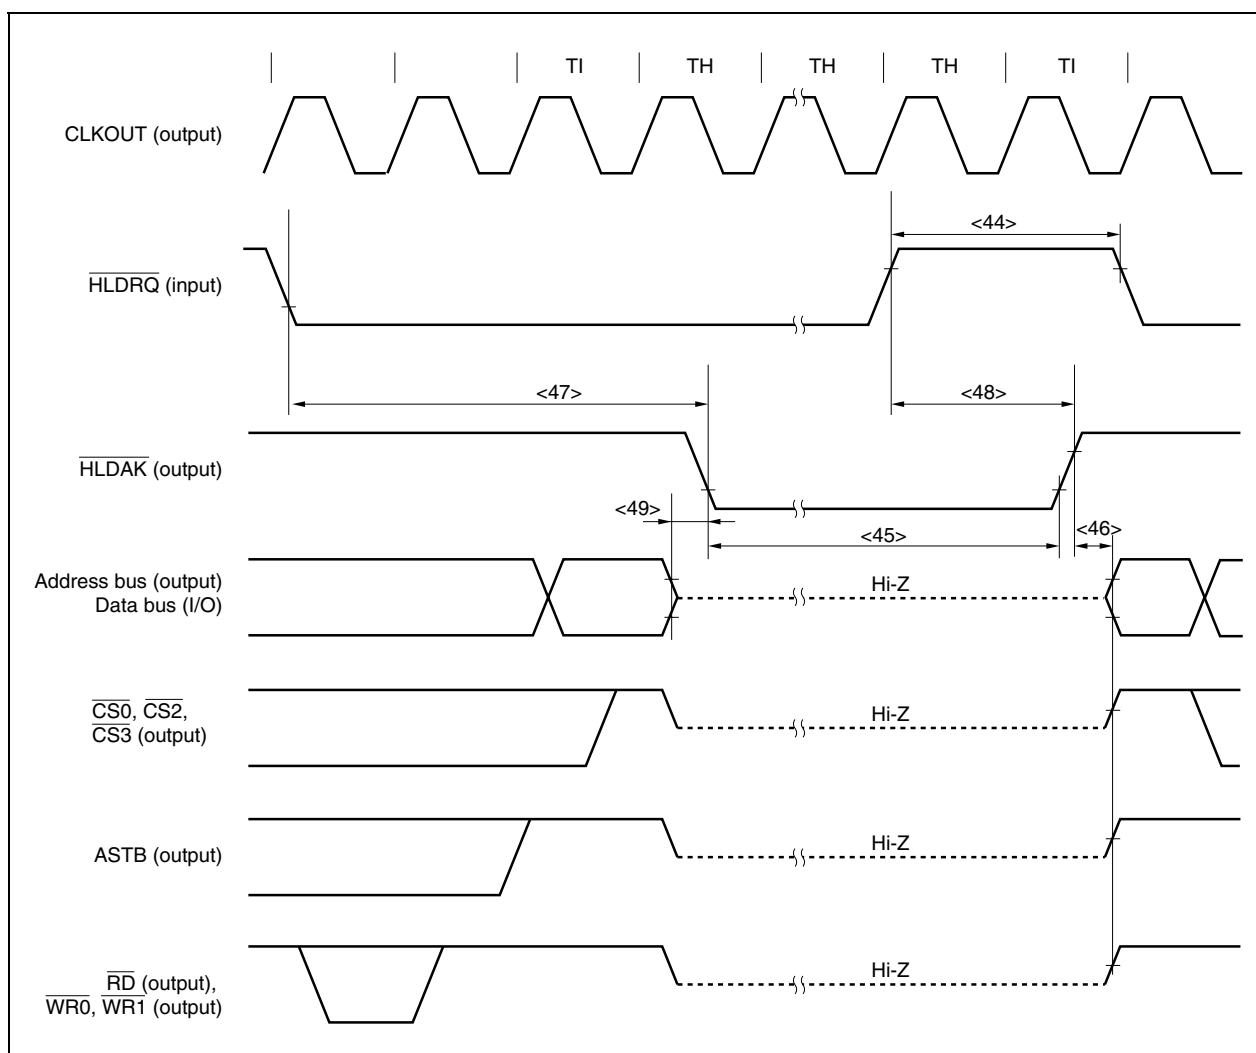 TI TH TH TH TI
CLKOUT (output)
<44>
HLDRQ (input)
<47> <48>
HLDAK (output)
<49> <45> <46>
Address bus (output)
Data bus (I/O)
Hi-Z
CS0, CS2,
CS3 (output)
Hi-Z
ASTB (output)
Hi-Z
RD (output),
WR0, WR1 (output)
Hi-Z